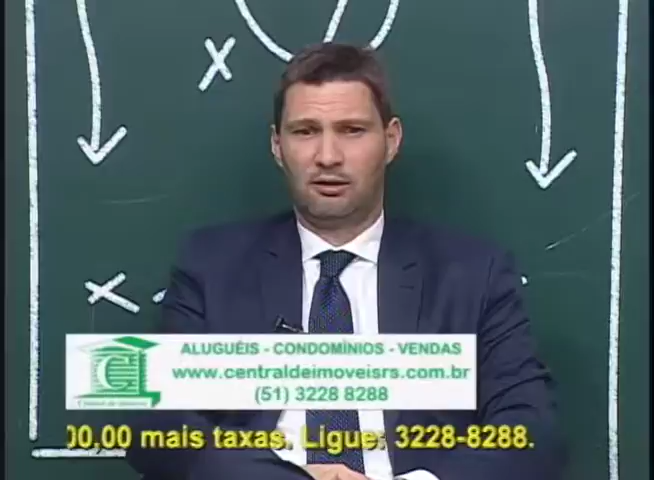 ALUGUÉIS - CONDOMÍNIOS - VENDAS
www.centraldeimoveisrs.com.br
(51) 3228 8288
00,00 mais taxas. Ligue: 3228-8288.